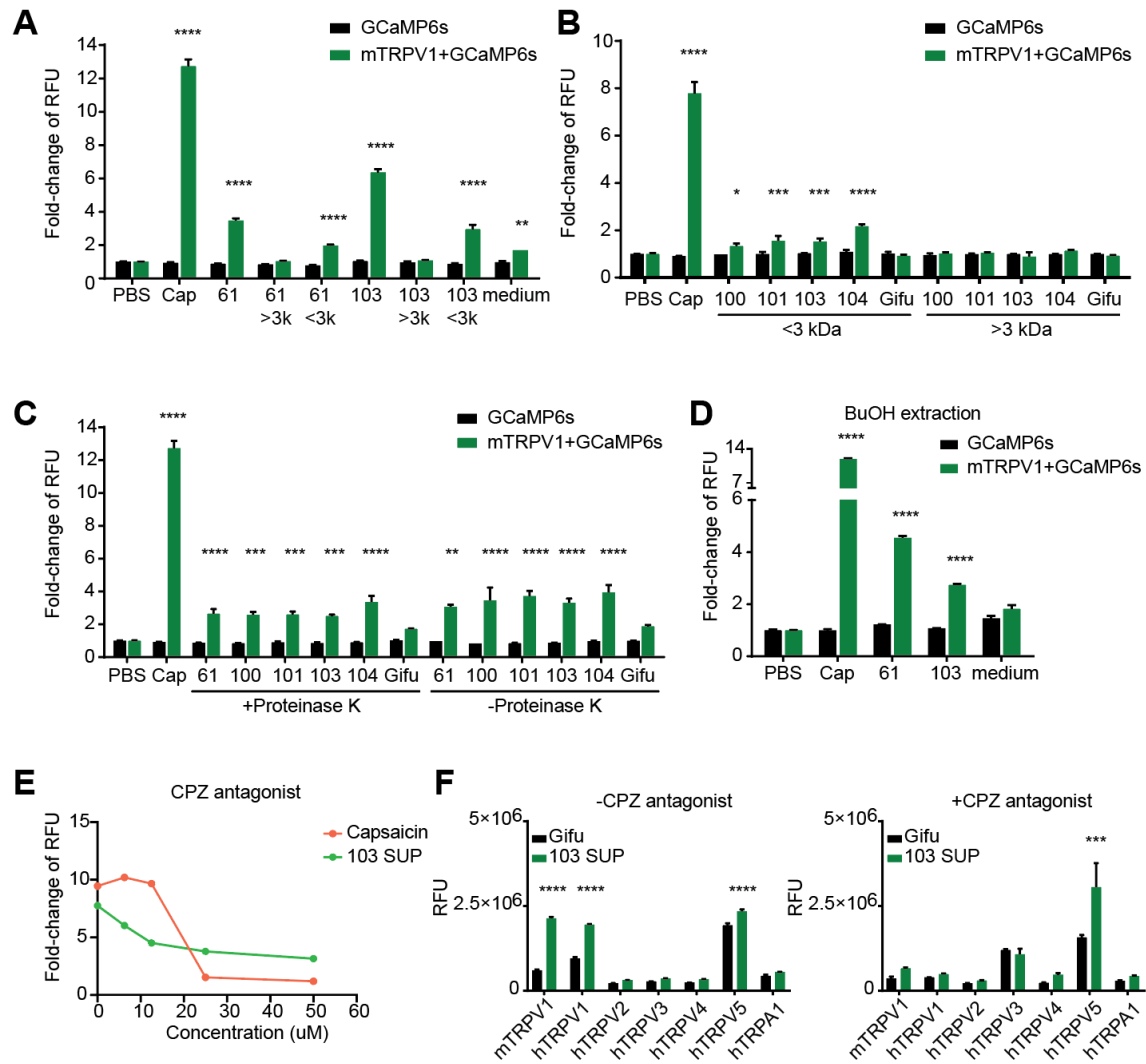 A
GCaMP6s
mTRPV1+GCaMP6s
Fold-change of RFU
14
12
10
8
6
4
2
0
****
****
****
****
****
**
PBS Cap 61 61 61 103 103 103 medium
>3k <3k >3k <3k
B
GCaMP6s
mTRPV1+GCaMP6s
Fold-change of RFU
10
8
6
4
2
0
****
* *** *** ****
PBS Cap 100 101 103 104 Gifu 100 101 103 104 Gifu
<3 kDa >3 kDa
C
GCaMP6s
mTRPV1+GCaMP6s
Fold-change of RFU
14
12
10
8
6
4
2
0
****
**** *** *** *** **** ** **** **** **** ****
PBS Cap 61 100 101 103 104 Gifu 61 100 101 103 104 Gifu
+Proteinase K -Proteinase K
D
BuOH extraction
GCaMP6s
mTRPV1+GCaMP6s
Fold-change of RFU
14
7
6
4
2
0
****
****
****
PBS Cap 61 103 medium
E
CPZ antagonist
Capsaicin
103 SUP
Fold-change of RFU
15
10
5
0
0 10 20 30 40 50 60
Concentration (uM)
F
-CPZ antagonist
Gifu
103 SUP
RFU
5×10⁶
2.5×10⁶
0
**** **** ****
mTRPV1 hTRPV1 hTRPV2 hTRPV3 hTRPV4 hTRPV5 hTRPA1
+CPZ antagonist
Gifu
103 SUP
RFU
5×10⁶
2.5×10⁶
0
***
mTRPV1 hTRPV1 hTRPV2 hTRPV3 hTRPV4 hTRPV5 hTRPA1